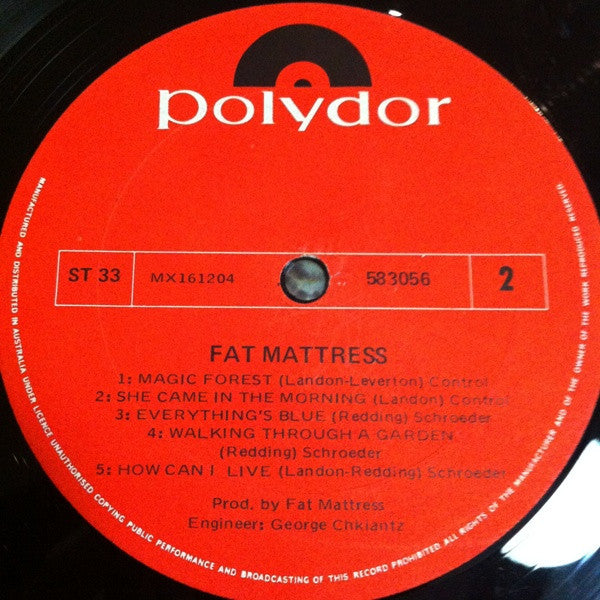 polydor
ST 33
MX161204
583056
2
FAT MATTRESS
1: MAGIC FOREST (Landon-Leverton) Control
2: SHE CAME IN THE MORNING (Landon) Control
3: EVERYTHING'S BLUE (Redding) Schroeder
4: WALKING THROUGH A GARDEN
(Redding) Schroeder
5: HOW CAN I LIVE (Landon-Redding) Schroeder
Prod. by Fat Mattress
Engineer: George Chkiantz
MANUFACTURED AND DISTRIBUTED IN AUSTRALIA UNDER LICENCE UNAUTHORISED COPYING PUBLIC PERFORMANCE AND BROADCASTING OF THIS RECORD PROHIBITED ALL RIGHTS OF THE MANUFACTURER AND OF THE OWNER OF THE WORK REPRODUCED RESERVED